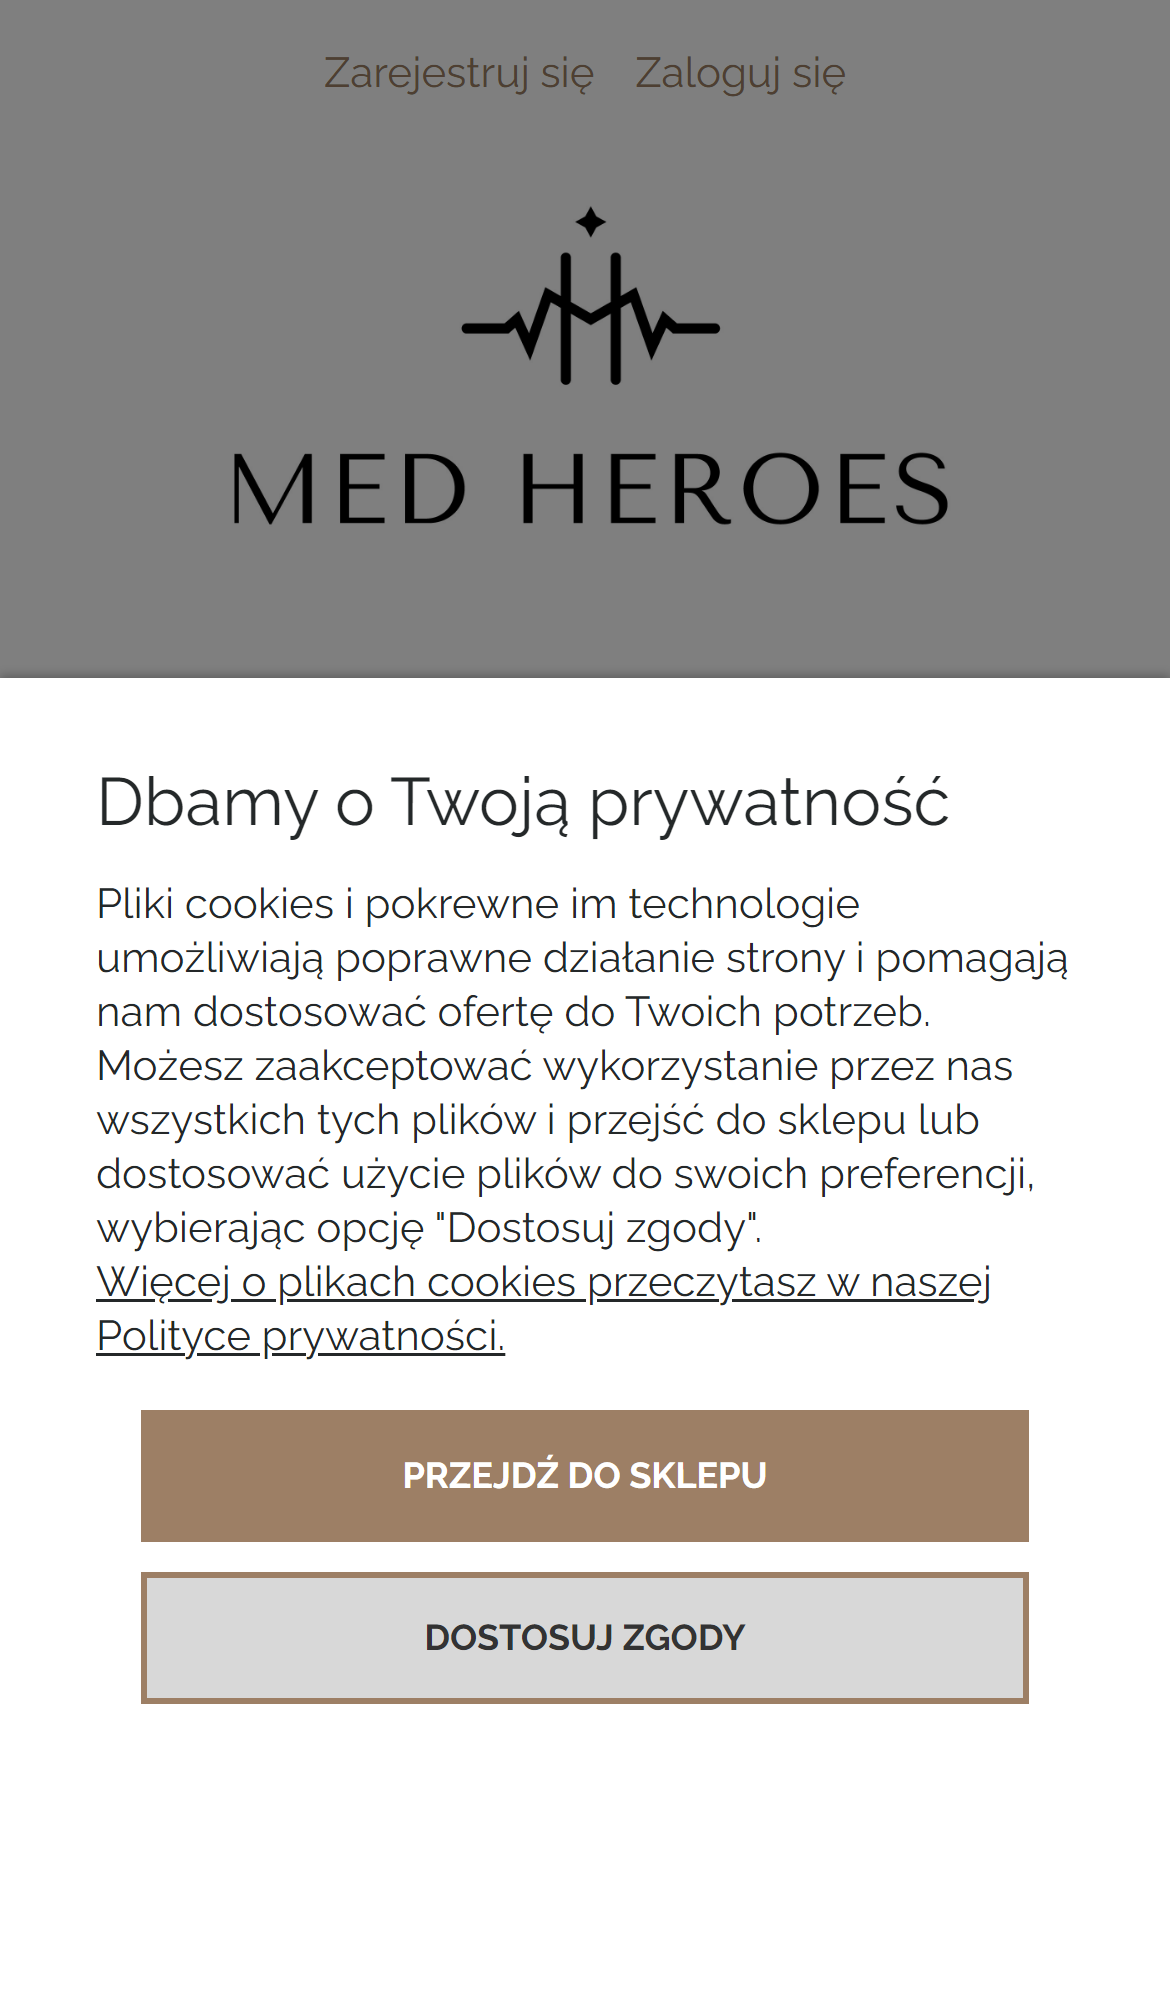 Zarejestruj się Zaloguj się
MED HEROES
Dbamy o Twoją prywatność
Pliki cookies i pokrewne im technologie
umożliwiają poprawne działanie strony i pomagają
nam dostosować ofertę do Twoich potrzeb.
Możesz zaakceptować wykorzystanie przez nas
wszystkich tych plików i przejść do sklepu lub
dostosować użycie plików do swoich preferencji,
wybierając opcję "Dostosuj zgody".
Więcej o plikach cookies przeczytasz w naszej
Polityce prywatności.
PRZEJDŹ DO SKLEPU
DOSTOSUJ ZGODY